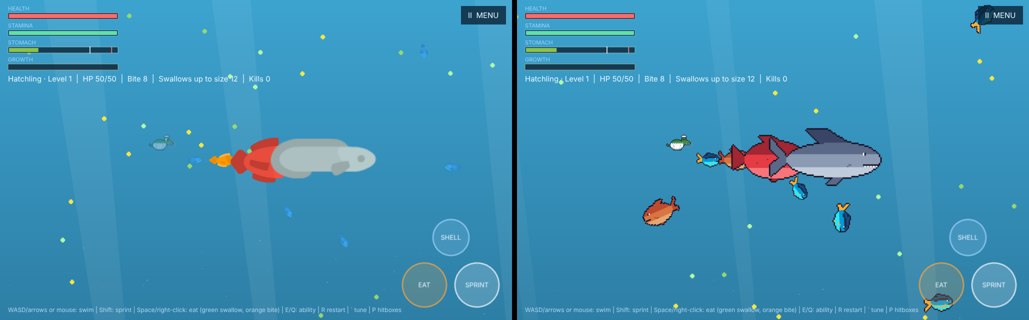 HEALTH
STAMINA
STOMACH
GROWTH
Hatchling · Level 1 | HP 50/50 | Bite 8 | Swallows up to size 12 | Kills 0
II MENU
SHELL
EAT
SPRINT
WASD/arrows or mouse: swim | Shift: sprint | Space/right-click: eat (green swallow, orange bite) | E/Q: ability | R restart | ` tune | P hitboxes
HEALTH
STAMINA
STOMACH
GROWTH
Hatchling · Level 1 | HP 50/50 | Bite 8 | Swallows up to size 12 | Kills 0
II MENU
SHELL
EAT
SPRINT
WASD/arrows or mouse: swim | Shift: sprint | Space/right-click: eat (green swallow, orange bite) | E/Q: ability | R restart | ` tune | P hitboxes